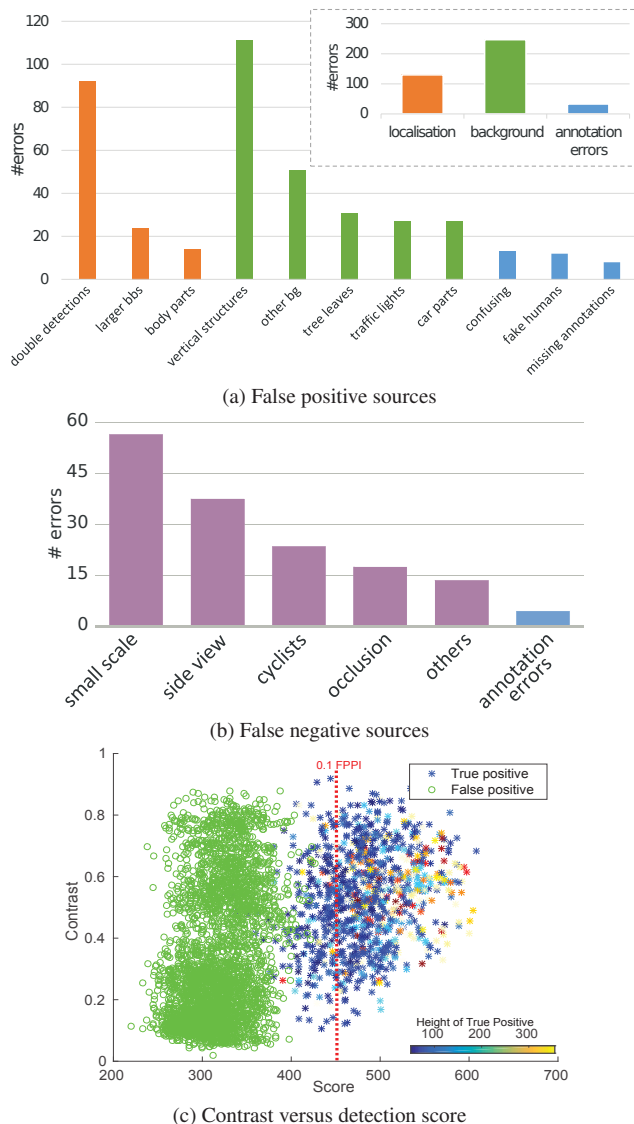 120
100
80
60
40
20
0
#errors
double detections
larger bbs
body parts
vertical structures
other bg
tree leaves
traffic lights
car parts
confusing
fake humans
missing annotations
300
200
100
0
#errors
localisation
background
annotation
errors
(a) False positive sources
60
45
30
15
0
# errors
small scale
side view
cyclists
occlusion
others
annotation
errors
(b) False negative sources
1
0.8
0.6
0.4
0.2
0
Contrast
0.1 FPPI
True positive
False positive
Height of True Positive
100 200 300
200 300 400 500 600 700
Score
(c) Contrast versus detection score